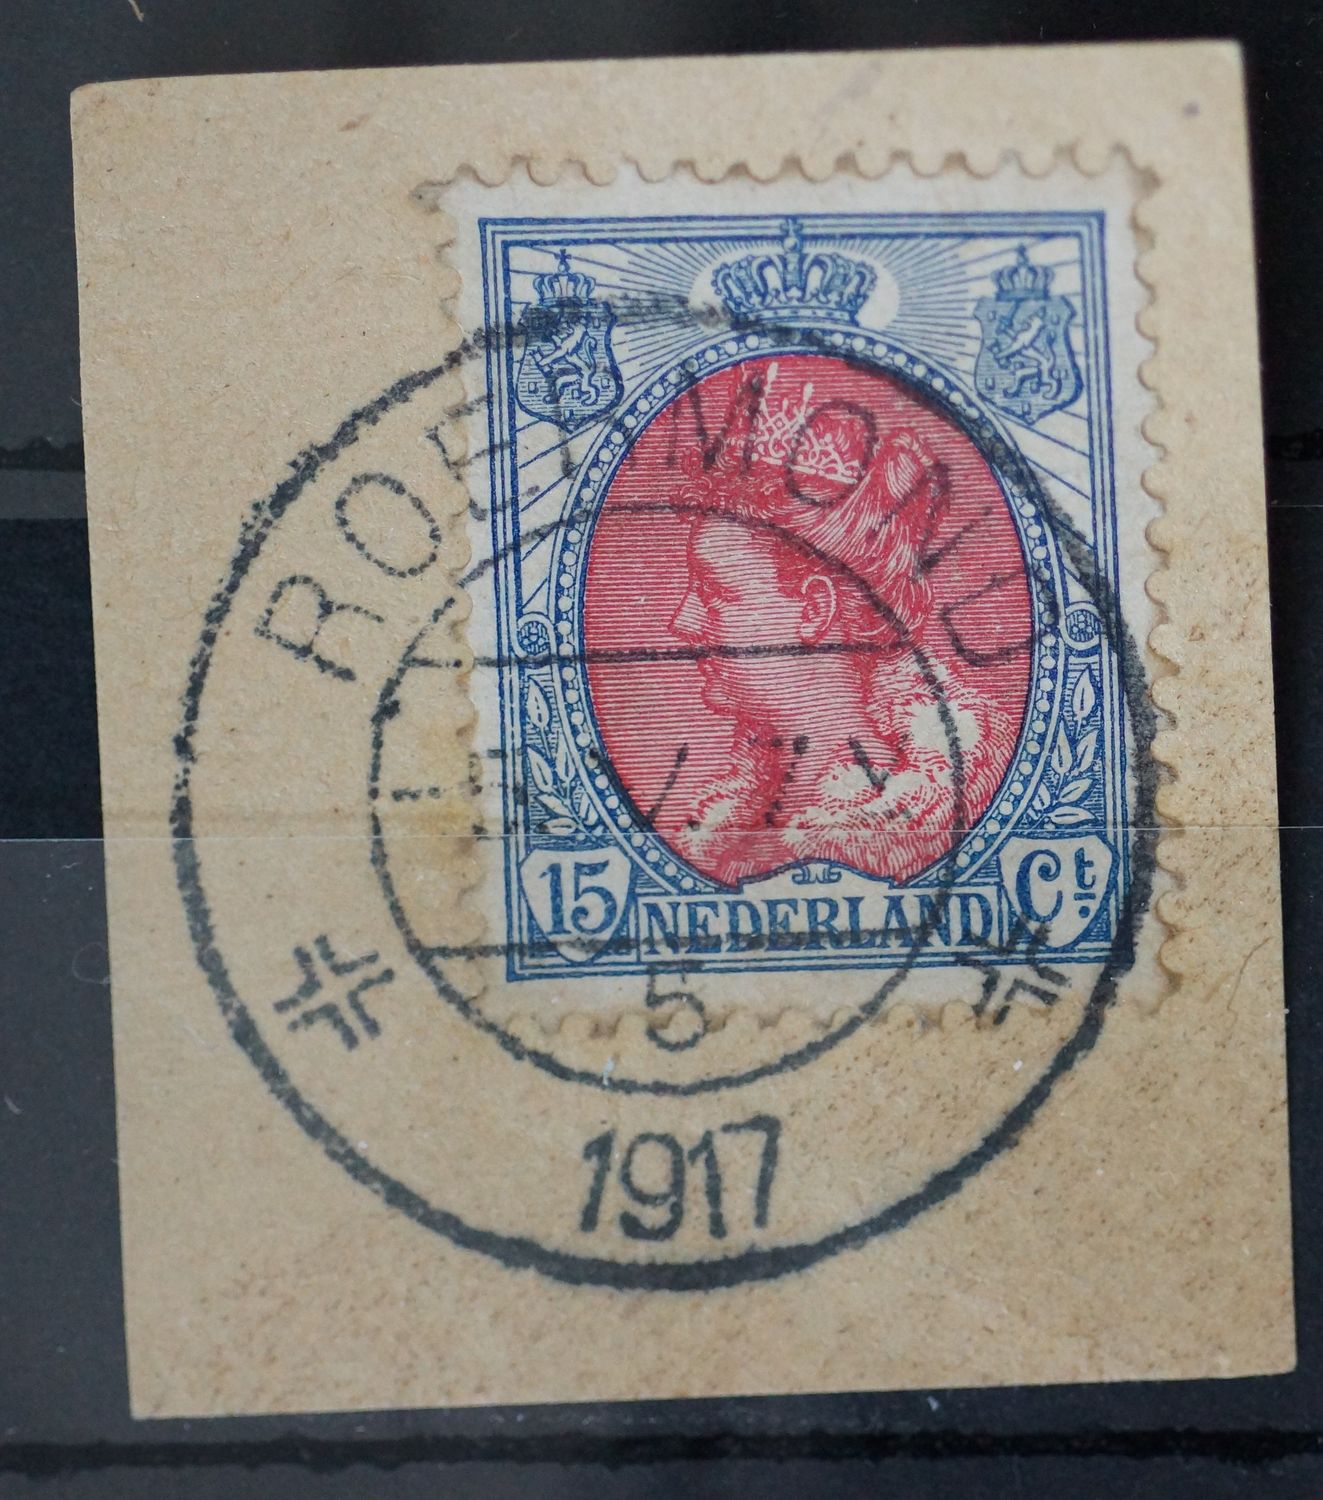 ROERMOND
15 NEDERLAND Ct.
5
1917